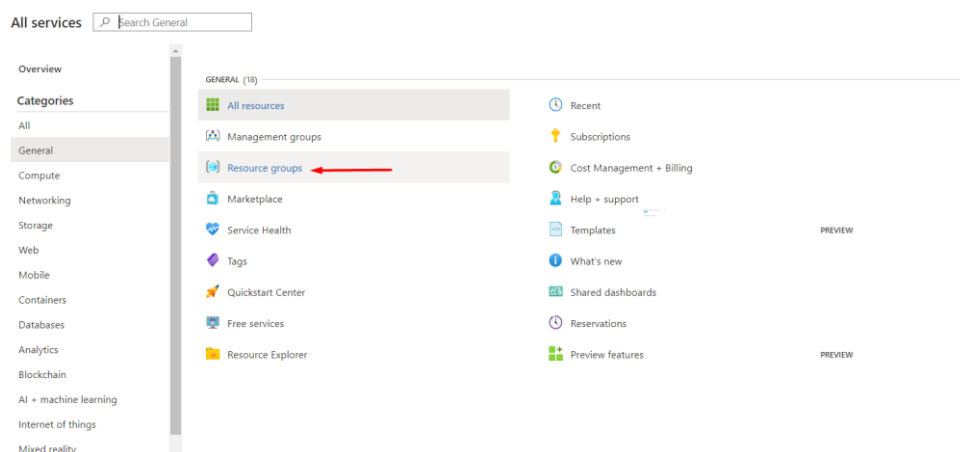 All services
Search General
Overview
Categories
All
General
Compute
Networking
Storage
Web
Mobile
Containers
Databases
Analytics
Blockchain
AI + machine learning
Internet of things
Mixed reality
GENERAL (18)
All resources
Management groups
Resource groups
Marketplace
Service Health
Tags
Quickstart Center
Free services
Resource Explorer
Recent
Subscriptions
Cost Management + Billing
Help + support
Templates PREVIEW
What's new
Shared dashboards
Reservations
Preview features PREVIEW